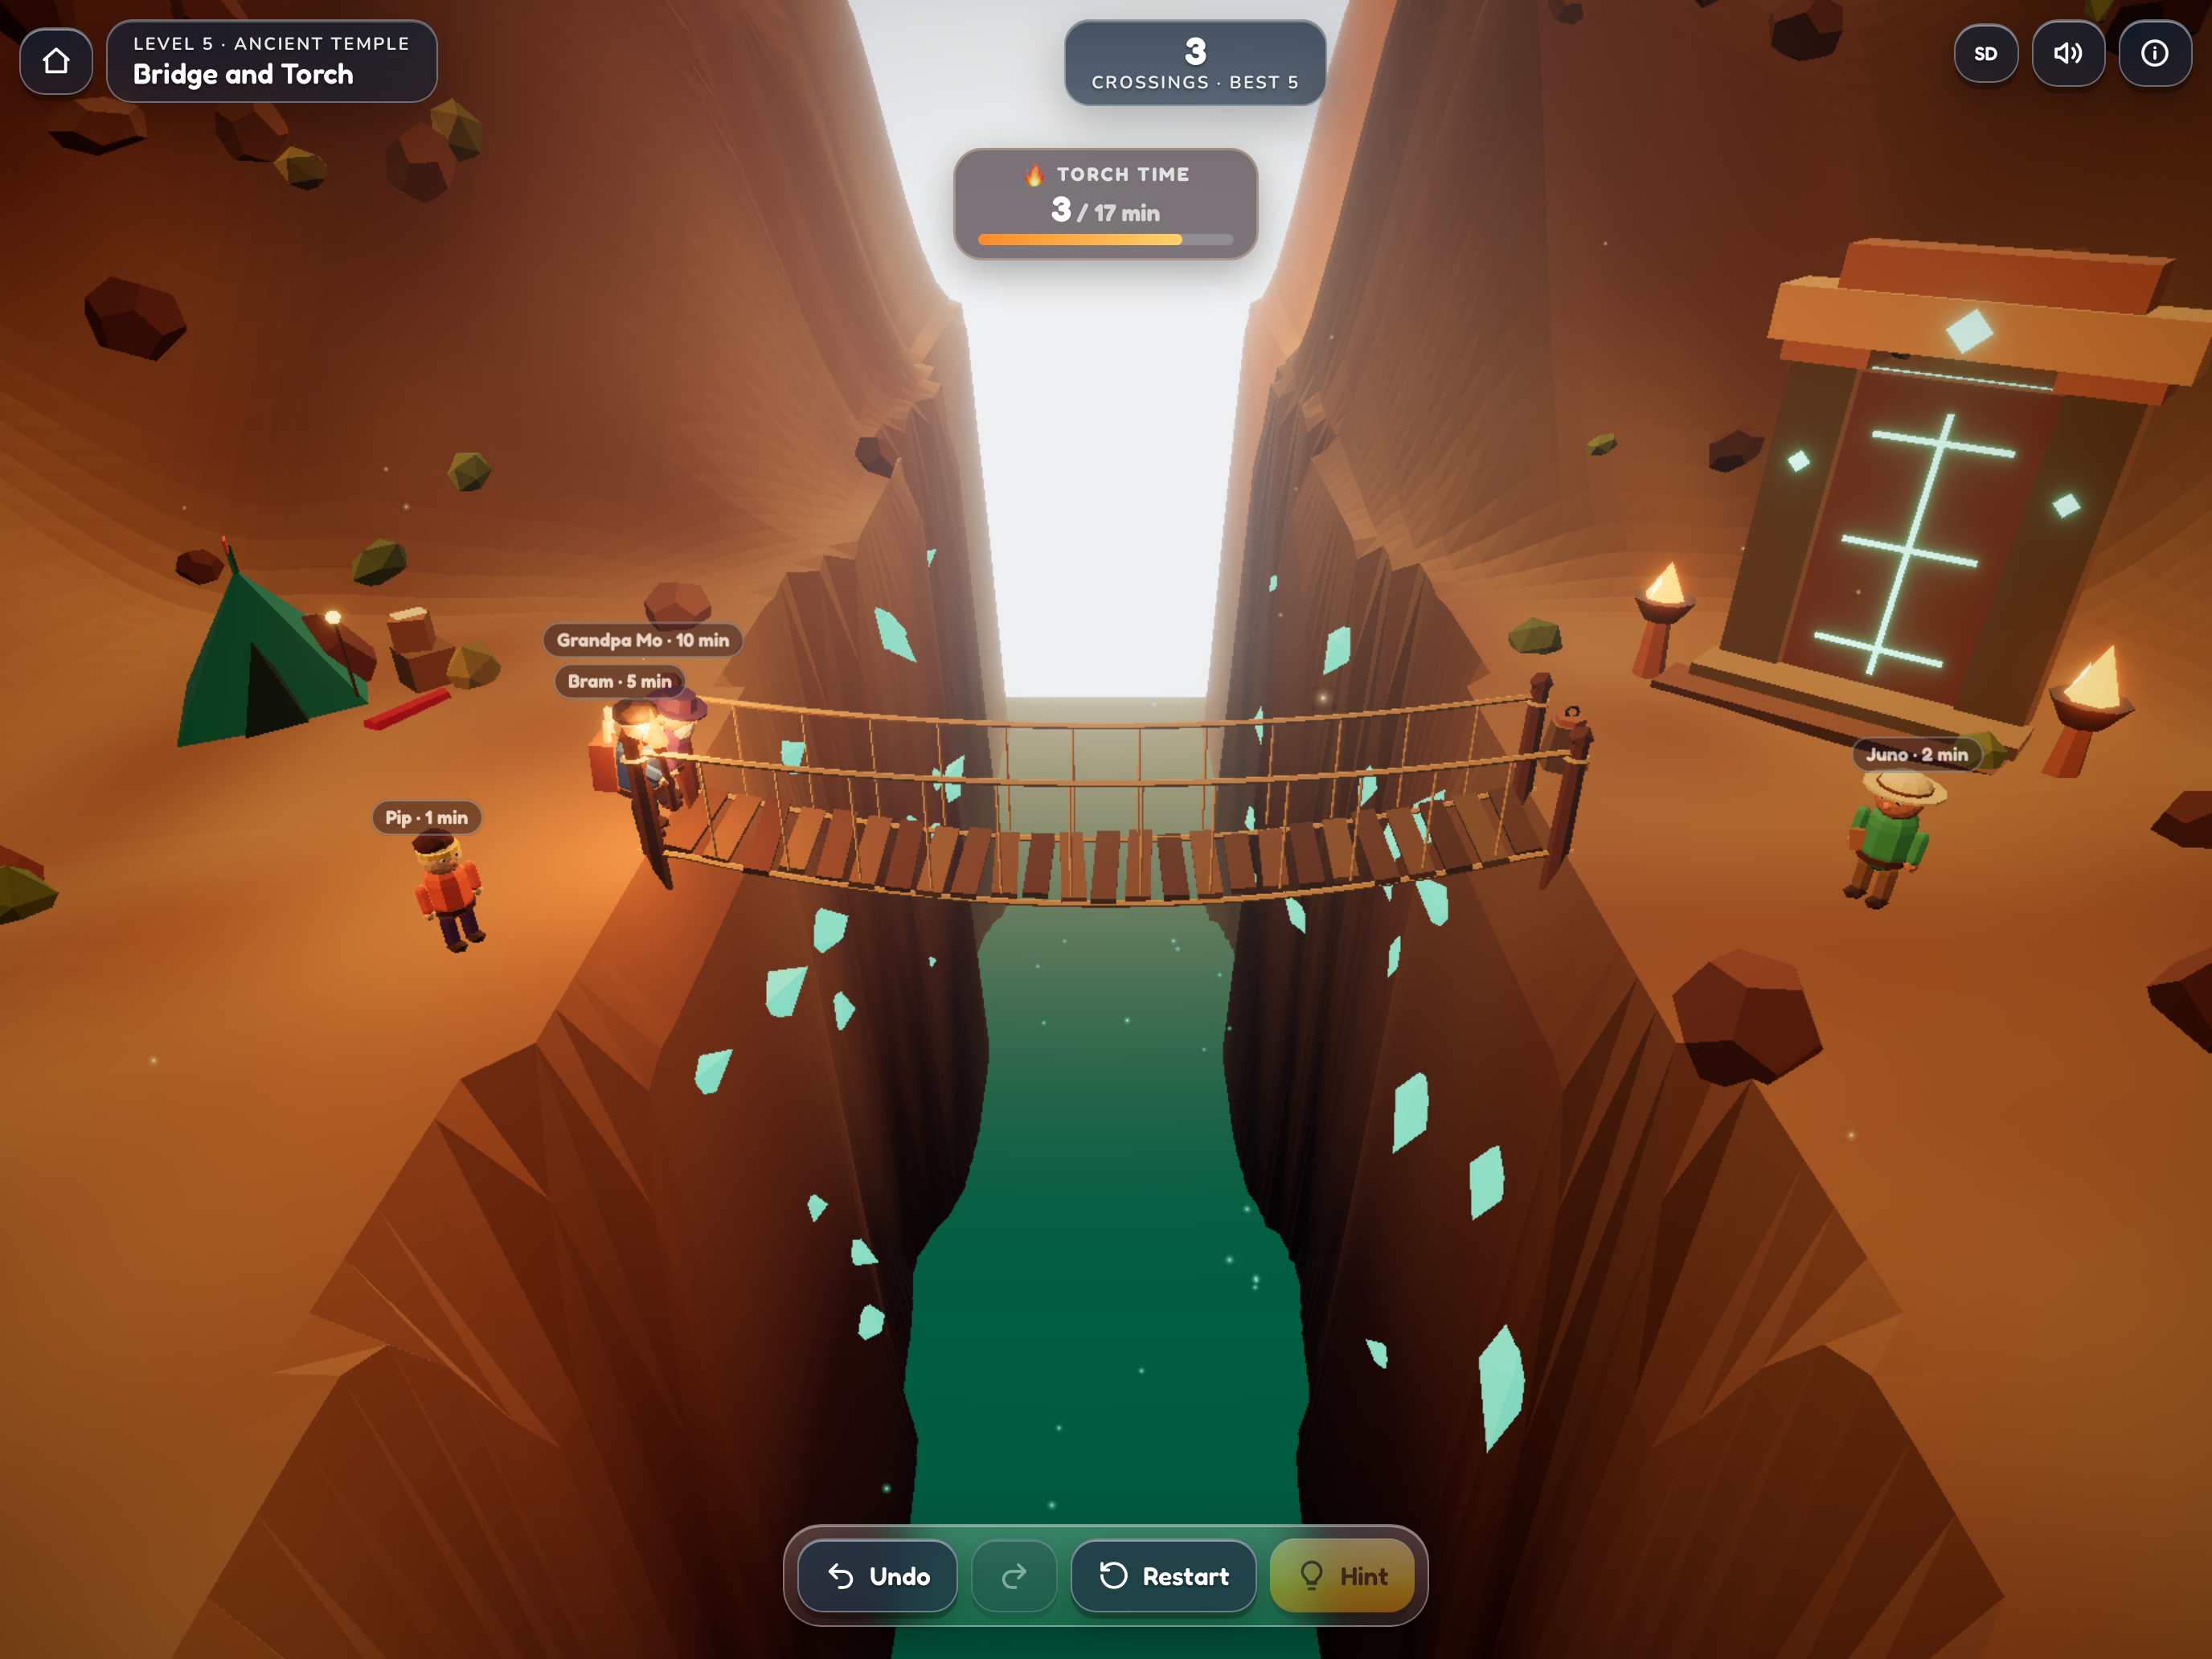 LEVEL 5 · ANCIENT TEMPLE
Bridge and Torch
3
CROSSINGS · BEST 5
SD
🔥 TORCH TIME
3 / 17 min
Grandpa Mo · 10 min
Bram · 5 min
Juno · 2 min
Pip · 1 min
Undo
Restart
Hint